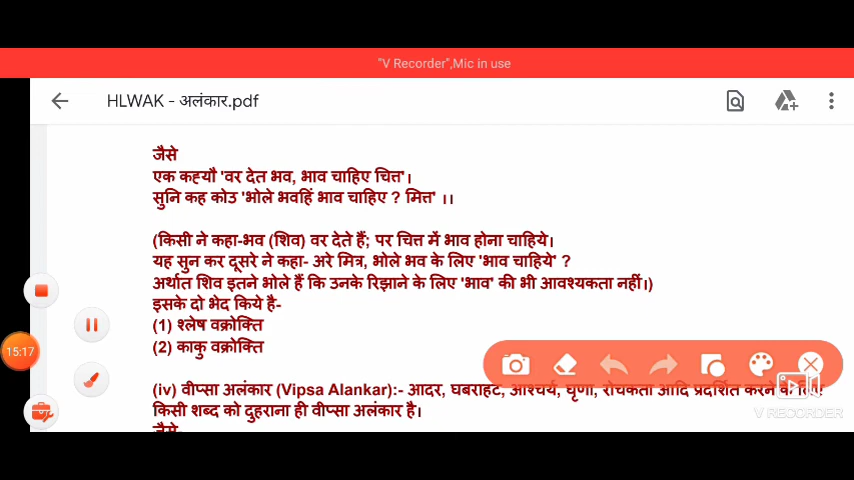 "V Recorder",Mic in use
HLWAK - अलंकार.pdf
जैसे
एक कह्यौ 'वर देत भव, भाव चाहिए चित्त'।
सुनि कह कोउ 'भोले भवहिं भाव चाहिए ? मित्त' ।।
(किसी ने कहा-भव (शिव) वर देते हैं; पर चित्त में भाव होना चाहिये।
यह सुन कर दूसरे ने कहा- अरे मित्र, भोले भव के लिए 'भाव चाहिये' ?
अर्थात शिव इतने भोले हैं कि उनके रिझाने के लिए 'भाव' की भी आवश्यकता नहीं।)
इसके दो भेद किये है-
(1) श्लेष वक्रोक्ति
15:17
(2) काकु वक्रोक्ति
(iv) वीप्सा अलंकार (Vipsa Alankar):- आदर, घबराहट, आश्चर्य, घृणा, रोचकता आदि प्रदर्शित करने के लिए
किसी शब्द को दुहराना ही वीप्सा अलंकार है।
V RECORDER
जैसे